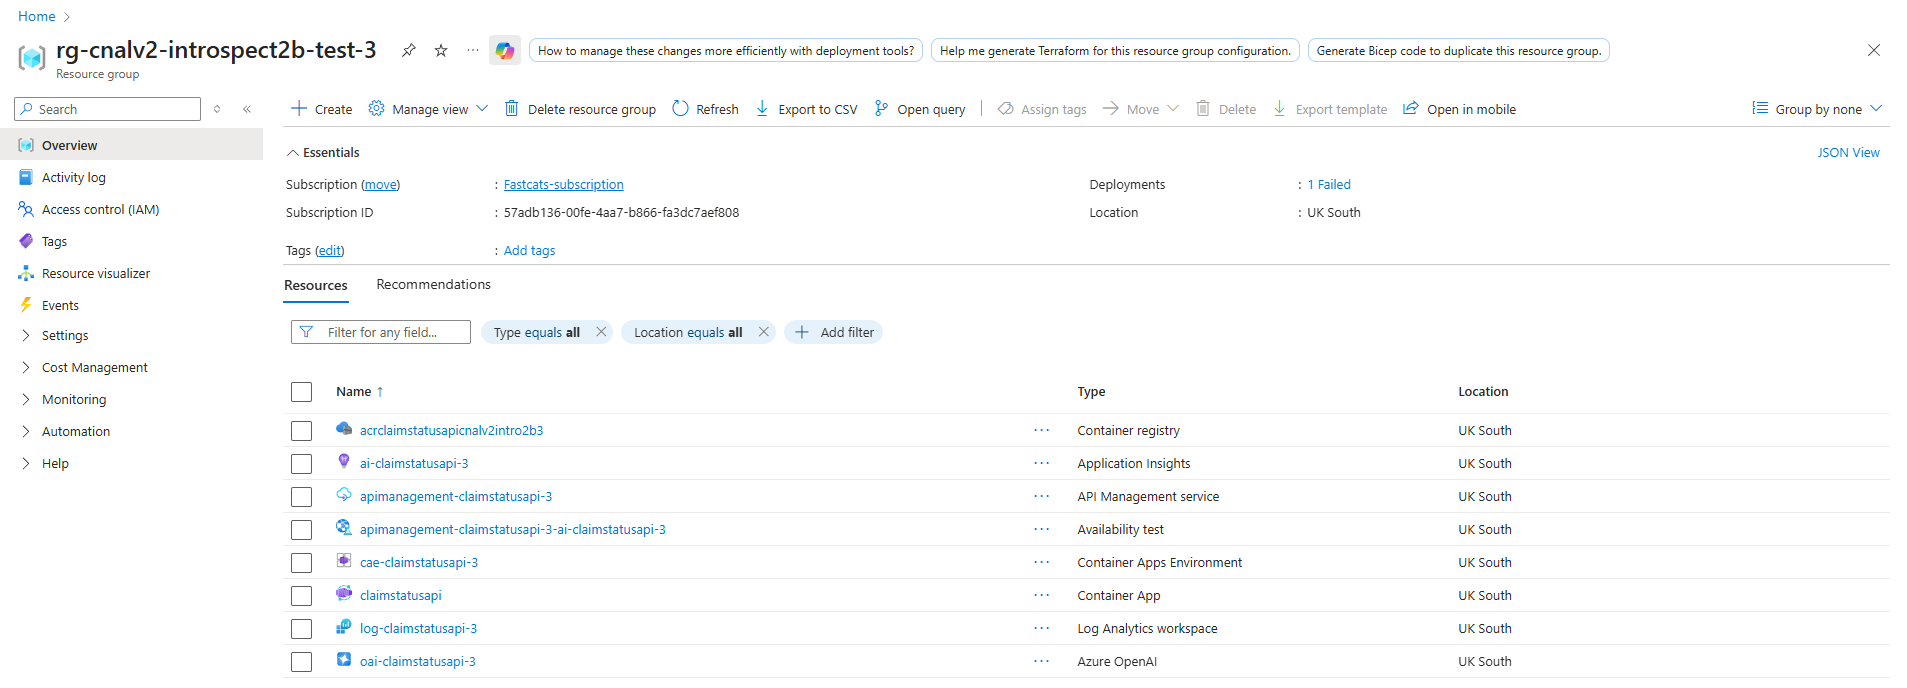 Home
rg-cnalv2-introspect2b-test-3
How to manage these changes more efficiently with deployment tools?
Help me generate Terraform for this resource group configuration.
Generate Bicep code to duplicate this resource group.
Resource group
Search
Create Manage view Delete resource group Refresh Export to CSV Open query Assign tags Move Delete Export template Open in mobile Group by none
Overview
Activity log
Access control (IAM)
Tags
Resource visualizer
Events
Settings
Cost Management
Monitoring
Automation
Help
Essentials JSON View
Subscription (move) : Fastcats-subscription Deployments : 1 Failed
Subscription ID : 57adb136-00fe-4aa7-b866-fa3dc7aef808 Location : UK South
Tags (edit) : Add tags
Resources Recommendations
Filter for any field... Type equals all Location equals all Add filter
Name ↑ Type Location
acrclaimstatusapicnalv2intro2b3 ... Container registry UK South
ai-claimstatusapi-3 ... Application Insights UK South
apimanagement-claimstatusapi-3 ... API Management service UK South
apimanagement-claimstatusapi-3-ai-claimstatusapi-3 ... Availability test UK South
cae-claimstatusapi-3 ... Container Apps Environment UK South
claimstatusapi ... Container App UK South
log-claimstatusapi-3 ... Log Analytics workspace UK South
oai-claimstatusapi-3 ... Azure OpenAI UK South